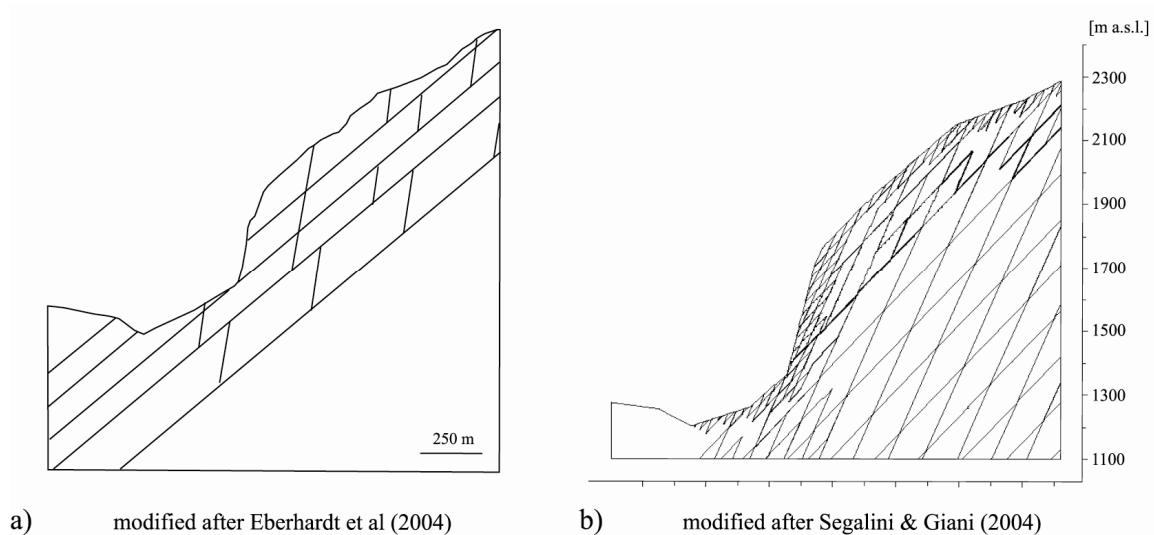 [m a.s.l.]
2300
2100
1900
1700
1500
1300
1100
250 m
a) modified after Eberhardt et al (2004)
b) modified after Segalini & Giani (2004)